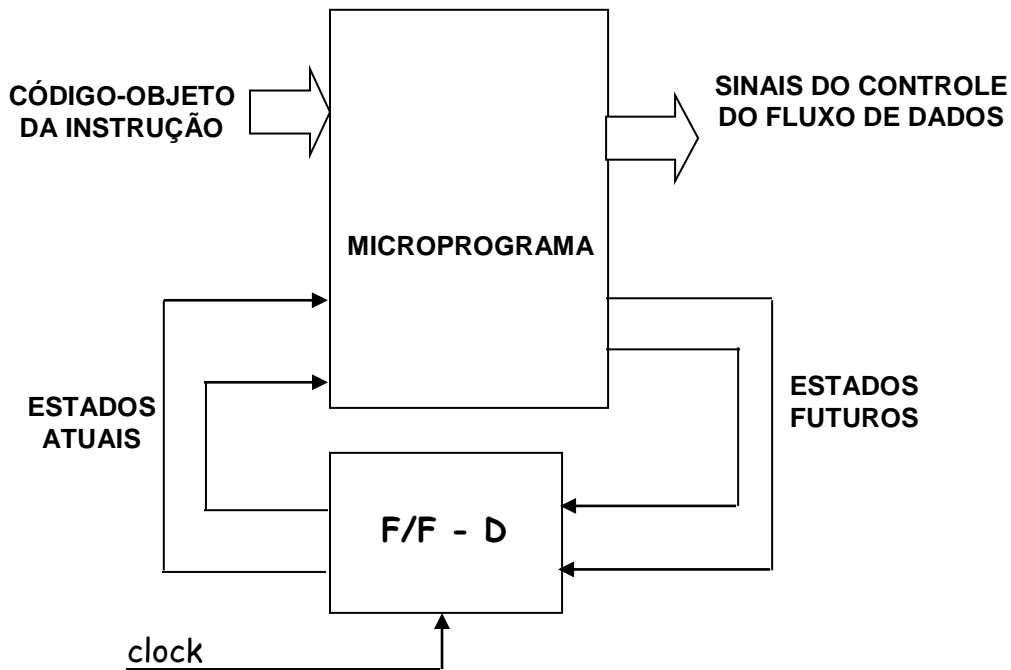 CÓDIGO-OBJETO
DA INSTRUÇÃO
SINAIS DO CONTROLE
DO FLUXO DE DADOS
MICROPROGRAMA
ESTADOS
ATUAIS
ESTADOS
FUTUROS
F/F - D
clock